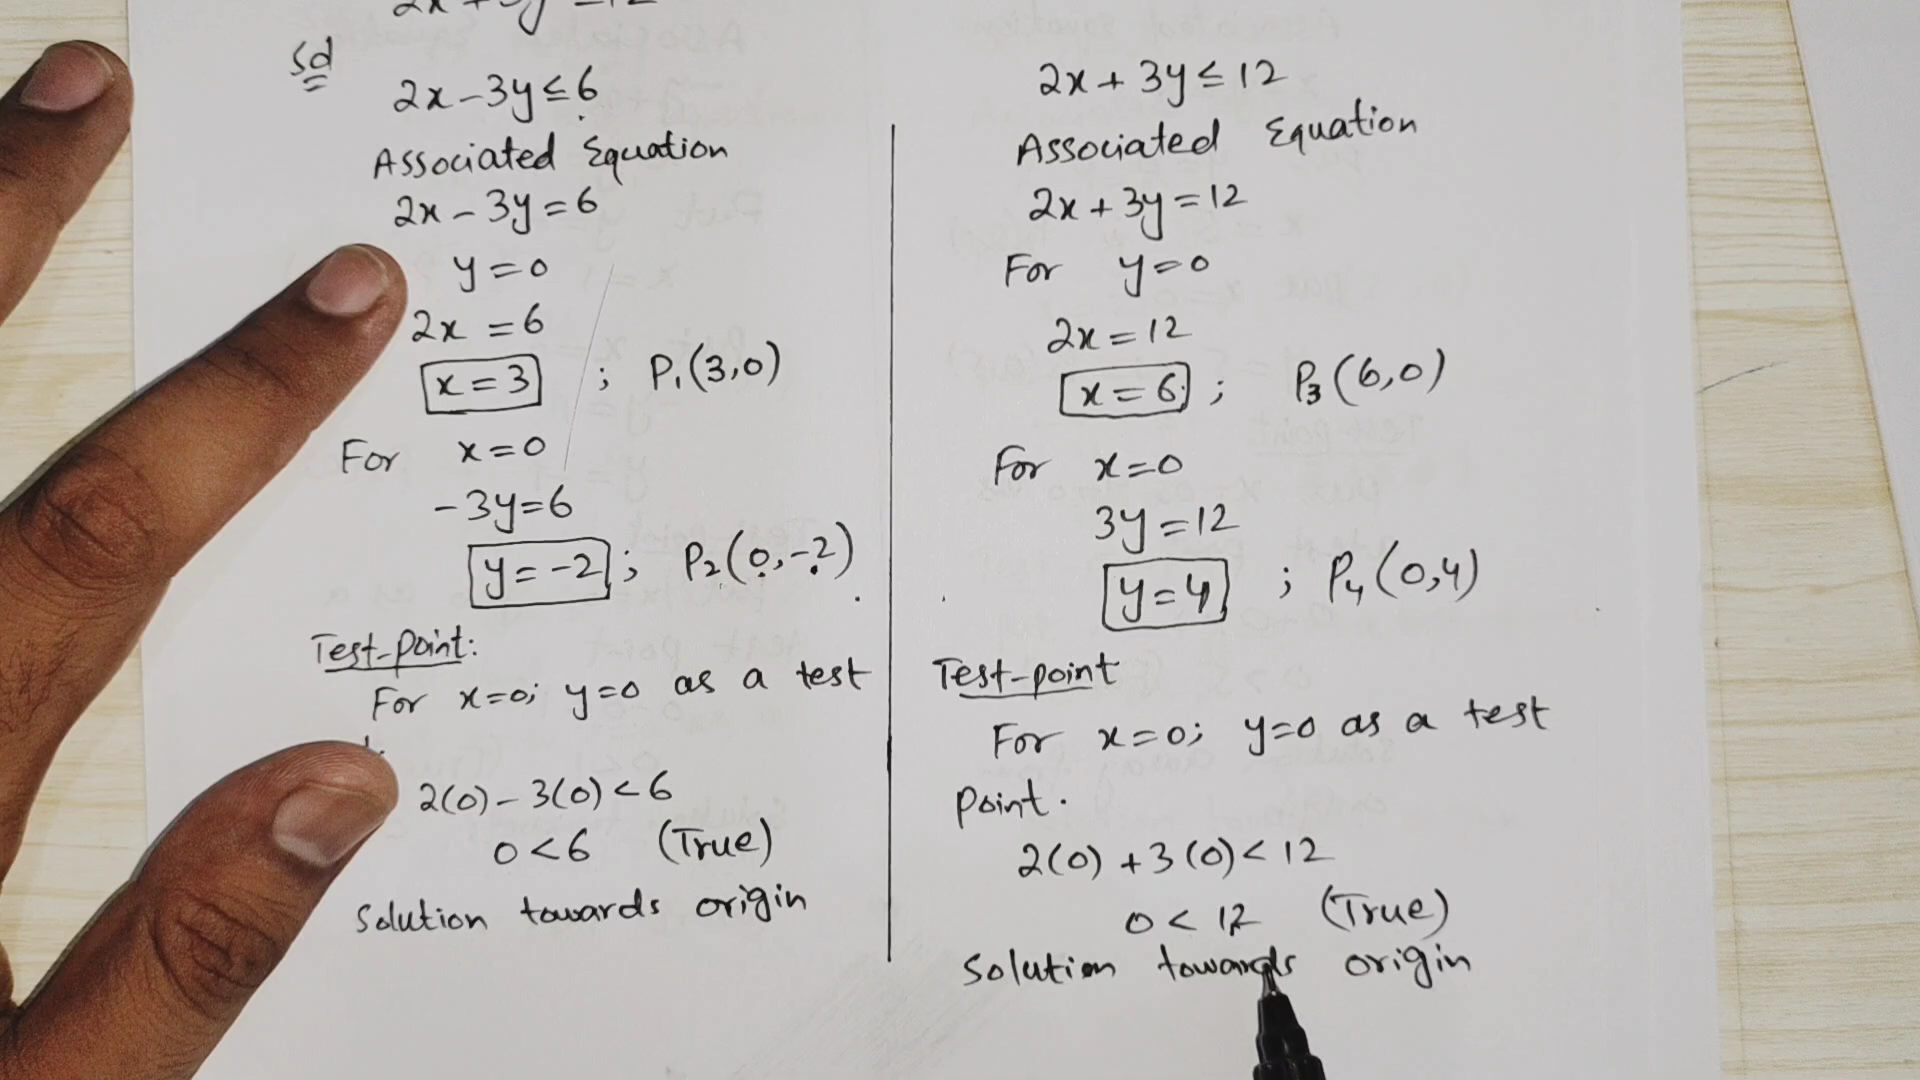 2x + 3y = 12
Sol
2x - 3y ≤ 6
Associated Equation
2x - 3y = 6
y = 0
2x = 6
x = 3 ; P₁(3,0)
For x = 0
-3y = 6
y = -2 ; P₂(0,-2)
Test-point:
For x=0; y=0 as a test
2(0) - 3(0) < 6
0 < 6 (True)
Solution towards origin
2x + 3y ≤ 12
Associated Equation
2x + 3y = 12
For y = 0
2x = 12
x = 6 ; P₃(6,0)
For x = 0
3y = 12
y = 4 ; P₄(0,4)
Test-point
For x=0; y=0 as a test
point.
2(0) + 3(0) < 12
0 < 12 (True)
Solution towards origin